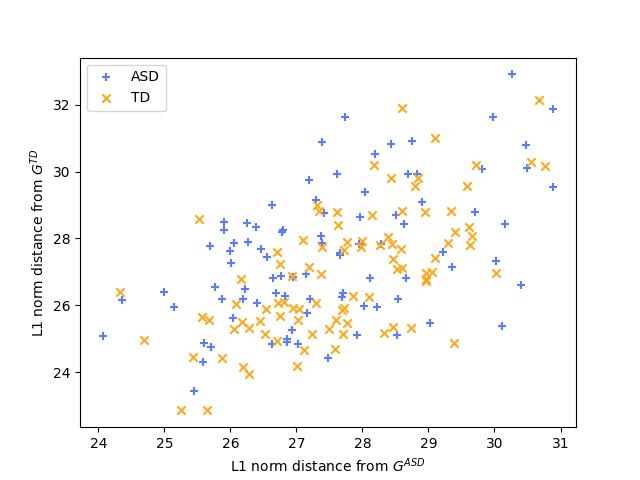 ASD
TD
32
30
28
26
24
L1 norm distance from G^{TD}
24 25 26 27 28 29 30 31
L1 norm distance from G^{ASD}